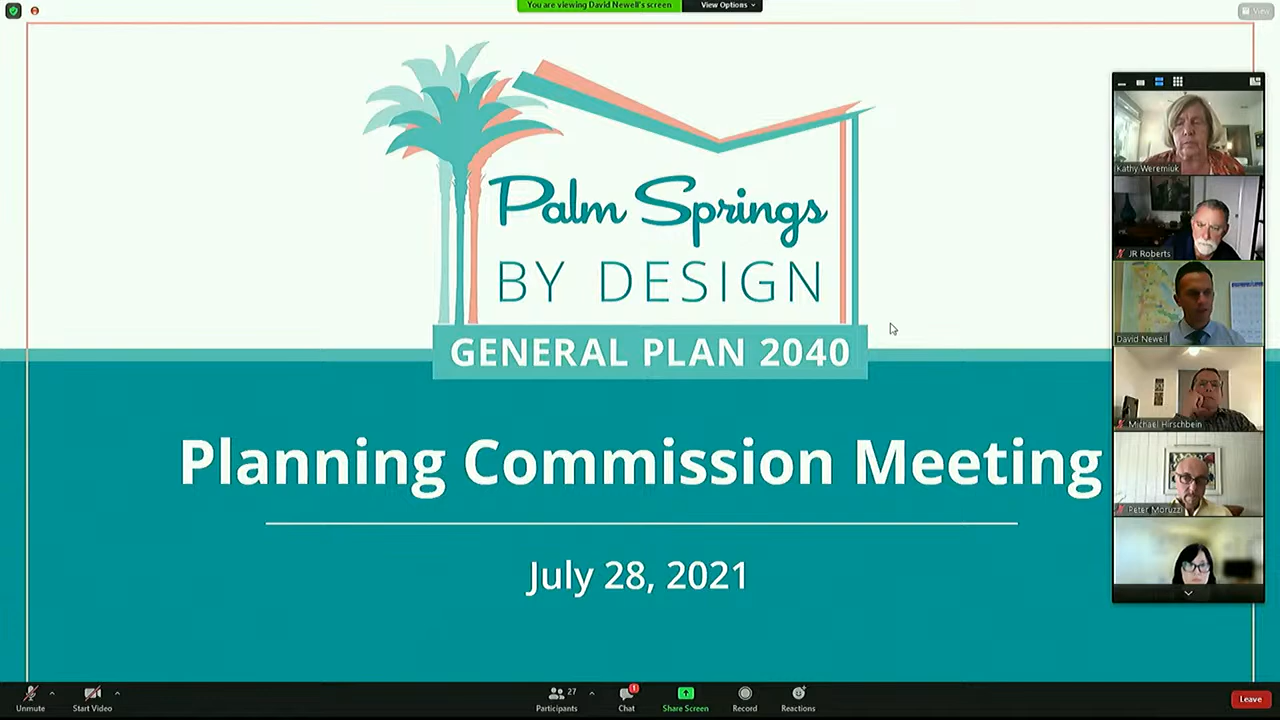 You are viewing David Newell's screen
View Options
View
Palm Springs
BY DESIGN
GENERAL PLAN 2040
Planning Commission Meeting
July 28, 2021
Kathy Weremiuk
JR Roberts
David Newell
Michael Hirschbein
Peter Moruzzi
Unmute
Start Video
27
Participants
1
Chat
Share Screen
Record
Reactions
Leave